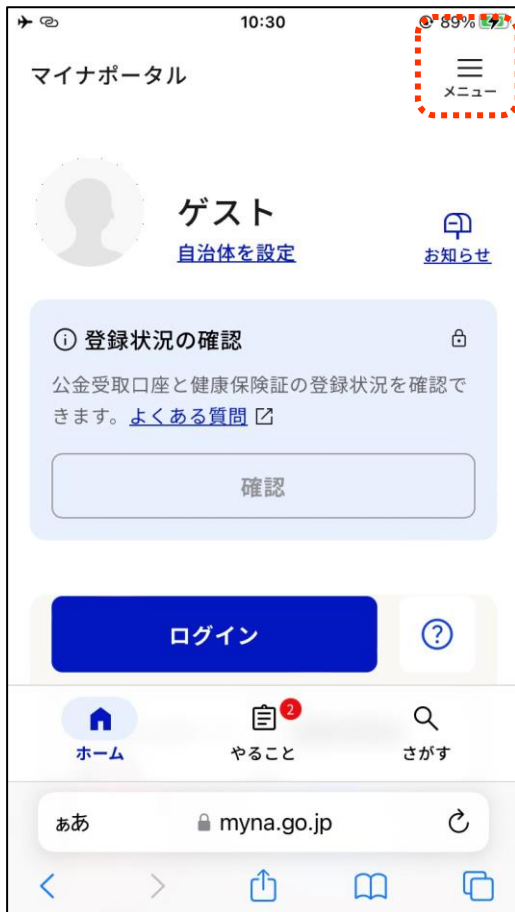 10:30
89%
マイナポータル
メニュー
ゲスト
自治体を設定
お知らせ
登録状況の確認
公金受取口座と健康保険証の登録状況を確認で
きます。よくある質問
確認
ログイン
2
ホーム
やること
さがす
ぁあ
myna.go.jp